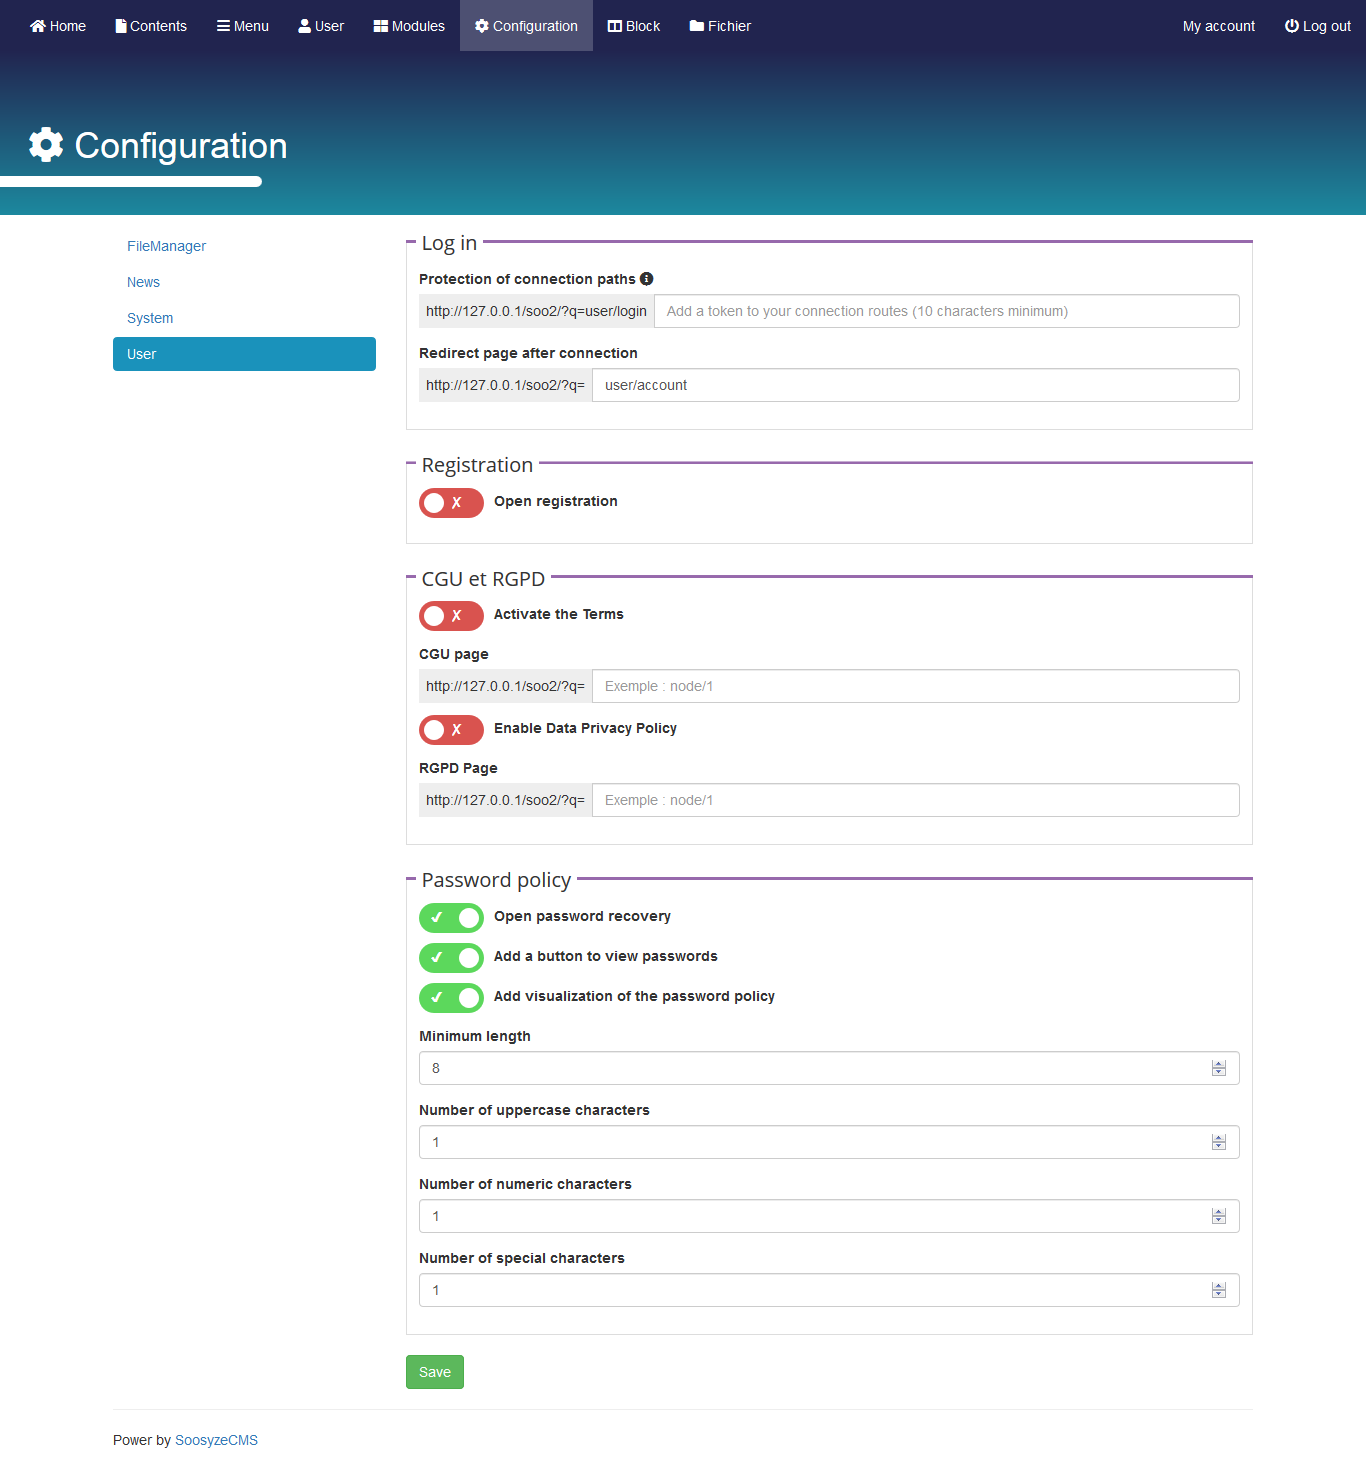 Home Contents Menu User Modules Configuration Block Fichier My account Log out
Configuration
FileManager
News
System
User
Log in
Protection of connection paths
http://127.0.0.1/soo2/?q=user/login Add a token to your connection routes (10 characters minimum)
Redirect page after connection
http://127.0.0.1/soo2/?q= user/account
Registration
Open registration
CGU et RGPD
Activate the Terms
CGU page
http://127.0.0.1/soo2/?q= Exemple : node/1
Enable Data Privacy Policy
RGPD Page
http://127.0.0.1/soo2/?q= Exemple : node/1
Password policy
Open password recovery
Add a button to view passwords
Add visualization of the password policy
Minimum length
8
Number of uppercase characters
1
Number of numeric characters
1
Number of special characters
1
Save
Power by SoosyzeCMS